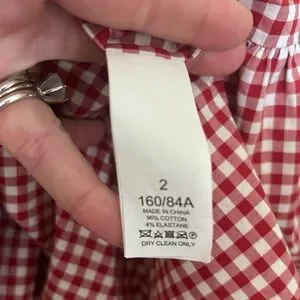 2
160/84A
MADE IN CHINA
96% COTTON
4% ELASTANE
DRY CLEAN ONLY